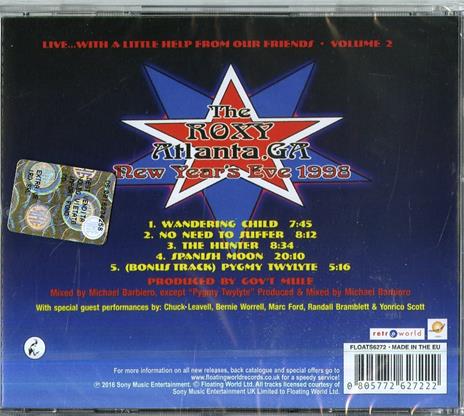 LIVE...WITH A LITTLE HELP FROM OUR FRIENDS • VOLUME 2
The
ROXY
Atlanta, GA
New Year's Eve 1998
1. WANDERING CHILD 7:45
2. NO NEED TO SUFFER 8:12
3. THE HUNTER 8:34
4. SPANISH MOON 20:10
5. (BONUS TRACK) PYGMY TWYLYTE 5:16
PRODUCED BY GOV'T MULE
Mixed by Michael Barbiero, except "Pygmy Twylyte" Produced & Mixed by Michael Barbiero
With special guest performances by: Chuck Leavell, Bernie Worrell, Marc Ford, Randall Bramblett & Yonrico Scott
retroworld
FLOATS6272 • MADE IN THE EU
For more information on all new releases, back catalogue and special offers go to
www.floatingworldrecords.co.uk for a speedy service!
℗ 2016 Sony Music Entertainment. © Floating World Ltd. All tracks licensed courtesy of
Sony Music Entertainment UK Limited to Floating World Ltd.
0 805772 627222